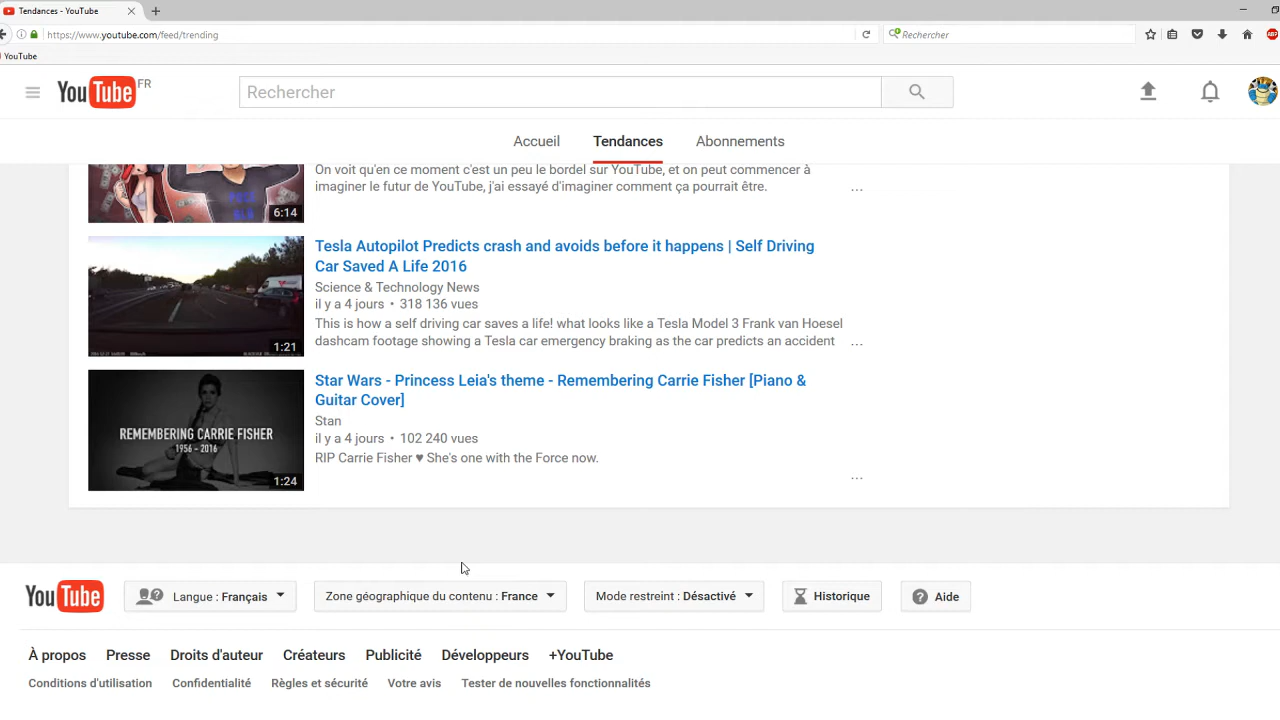 Tendances - YouTube
https://www.youtube.com/feed/trending
Rechercher
YouTube
YouTube FR
Rechercher
Accueil Tendances Abonnements
On voit qu'en ce moment c'est un peu le bordel sur YouTube, et on peut commencer à
imaginer le futur de YouTube, j'ai essayé d'imaginer comment ça pourrait être.
...
6:14
Tesla Autopilot Predicts crash and avoids before it happens | Self Driving
Car Saved A Life 2016
Science & Technology News
il y a 4 jours • 318 136 vues
This is how a self driving car saves a life! what looks like a Tesla Model 3 Frank van Hoesel
dashcam footage showing a Tesla car emergency braking as the car predicts an accident
...
1:21
Star Wars - Princess Leia's theme - Remembering Carrie Fisher [Piano &
Guitar Cover]
Stan
il y a 4 jours • 102 240 vues
RIP Carrie Fisher ♥ She's one with the Force now.
...
REMEMBERING CARRIE FISHER
1956 - 2016
1:24
YouTube Langue : Français Zone géographique du contenu : France Mode restreint : Désactivé Historique ? Aide
À propos Presse Droits d'auteur Créateurs Publicité Développeurs +YouTube
Conditions d'utilisation Confidentialité Règles et sécurité Votre avis Tester de nouvelles fonctionnalités